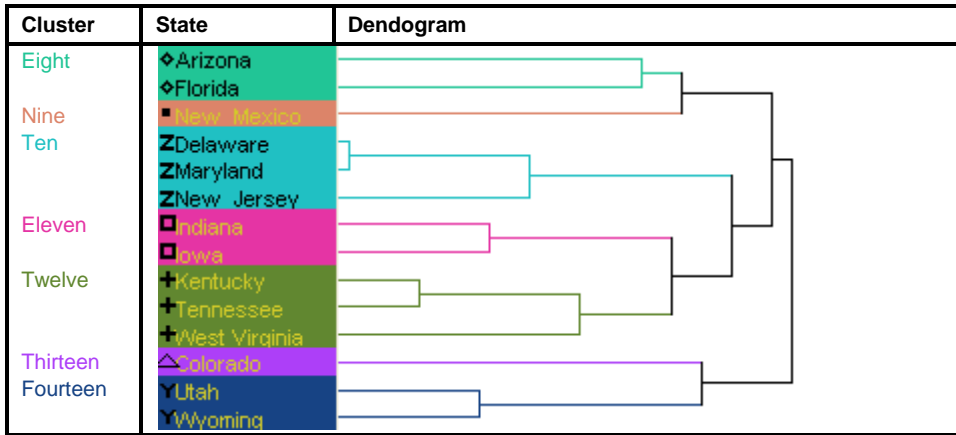 Cluster State Dendogram
Eight Arizona
Florida
Nine New Mexico
Ten Delaware
Maryland
New Jersey
Eleven Indiana
Iowa
Twelve Kentucky
Tennessee
West Virginia
Thirteen Colorado
Fourteen Utah
Wyoming